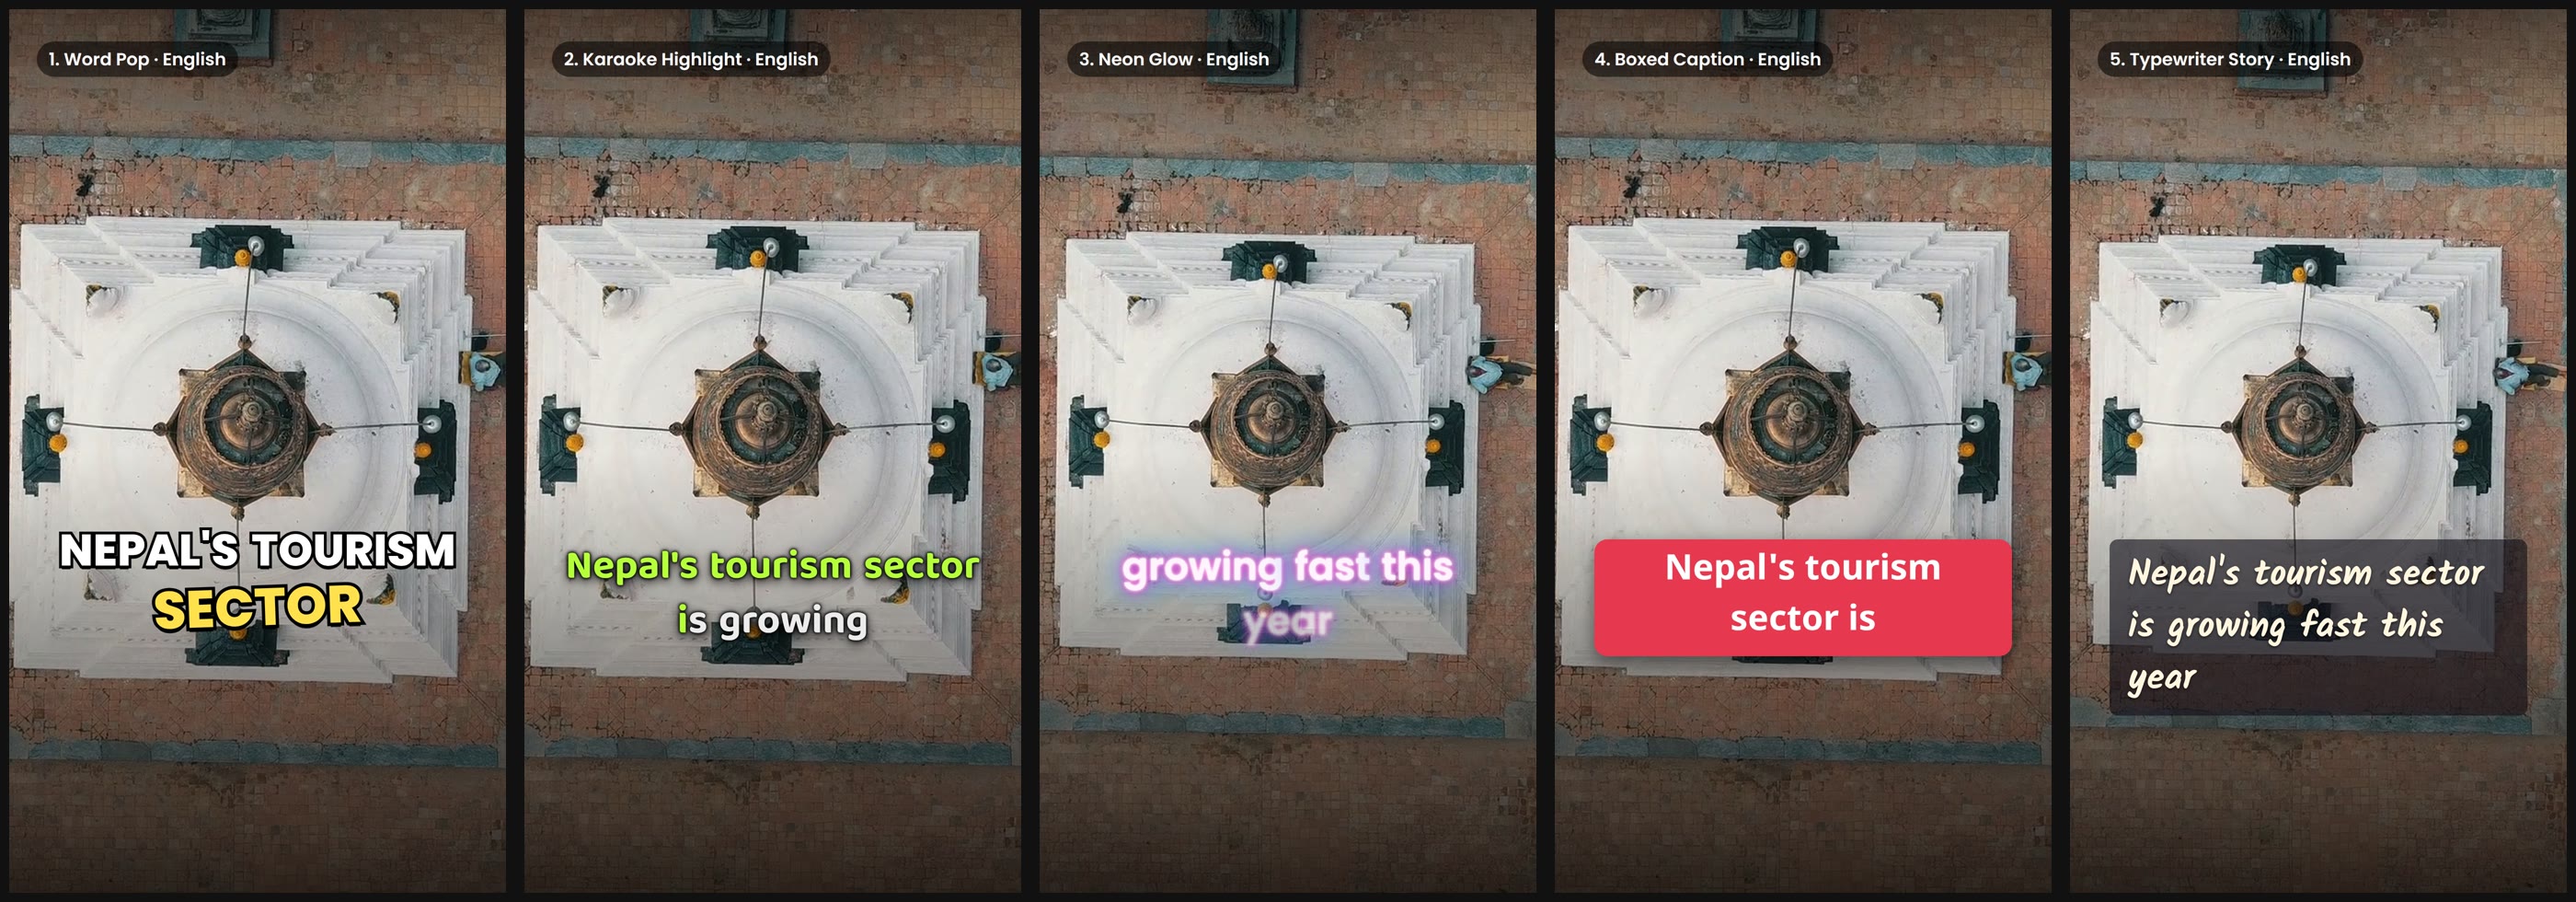 1. Word Pop · English
NEPAL'S TOURISM
SECTOR
2. Karaoke Highlight · English
Nepal's tourism sector
is growing
3. Neon Glow · English
growing fast this
year
4. Boxed Caption · English
Nepal's tourism
sector is
5. Typewriter Story · English
Nepal's tourism sector
is growing fast this
year